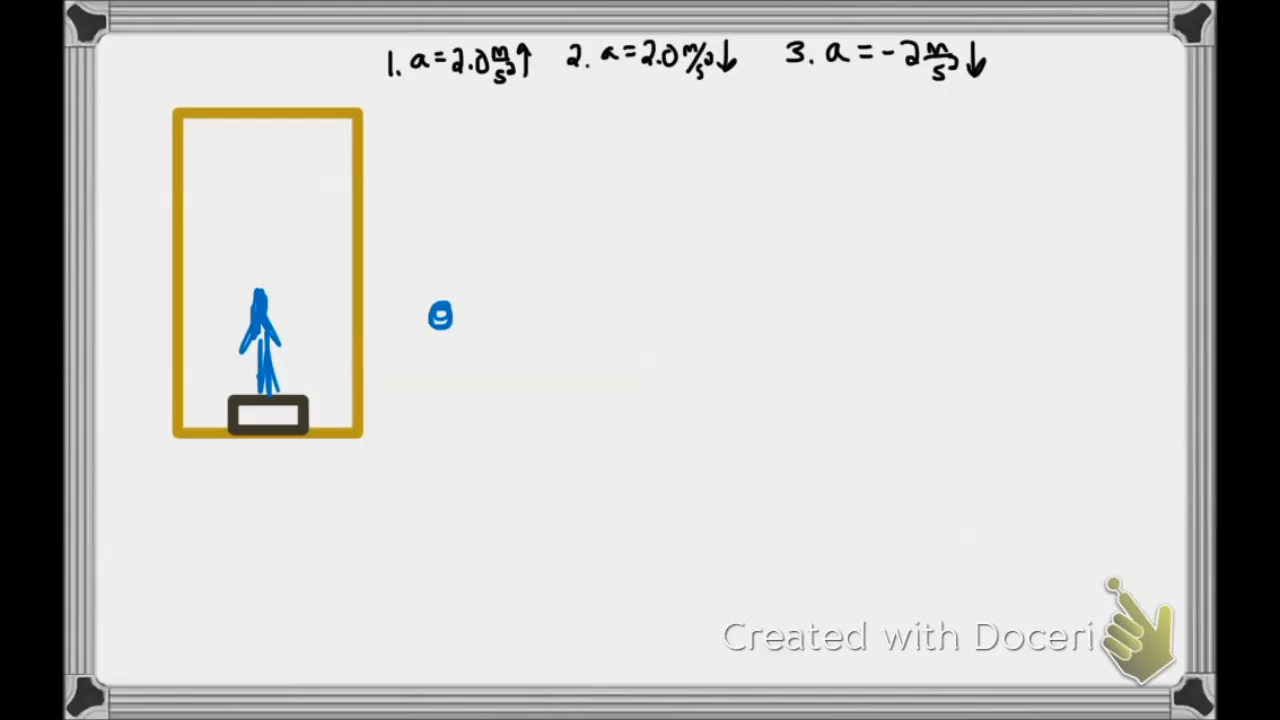 1. a = 2.0 m/s² ↑ 2. a = 2.0 m/s² ↓ 3. a = -2 m/s² ↓
Created with Doceri